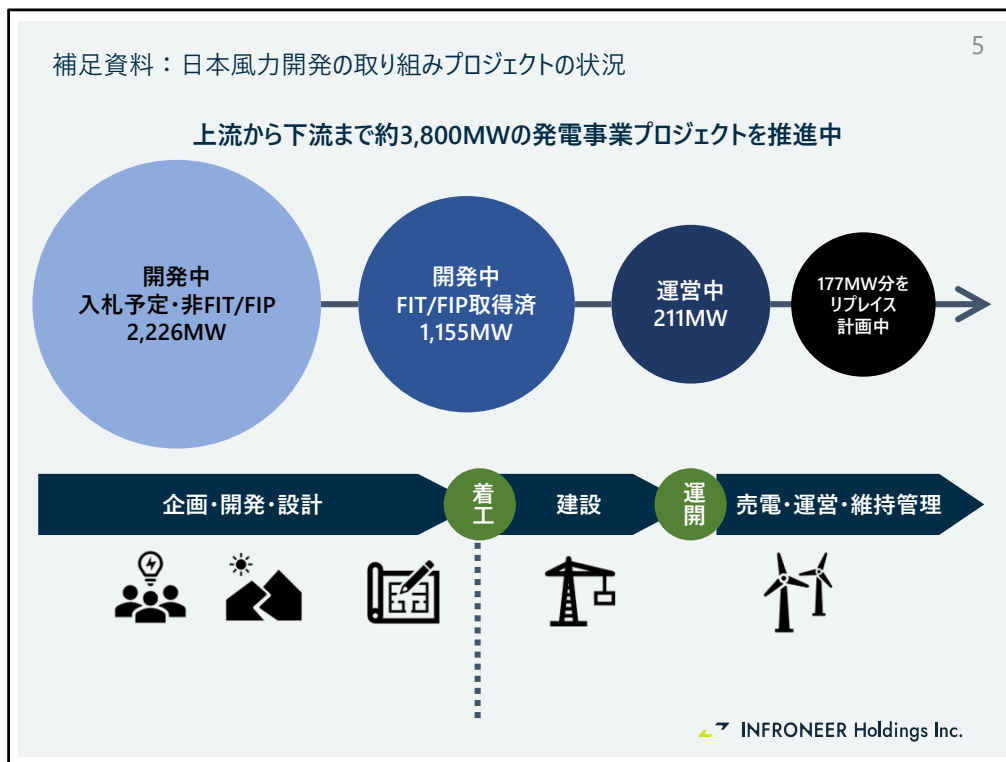 5
補足資料：日本風力開発の取り組みプロジェクトの状況
上流から下流まで約3,800MWの発電事業プロジェクトを推進中
開発中
入札予定・非FIT/FIP
2,226MW
開発中
FIT/FIP取得済
1,155MW
運営中
211MW
177MW分を
リプレイス
計画中
企画・開発・設計
着工
建設
運開
売電・運営・維持管理
INFRONEER Holdings Inc.